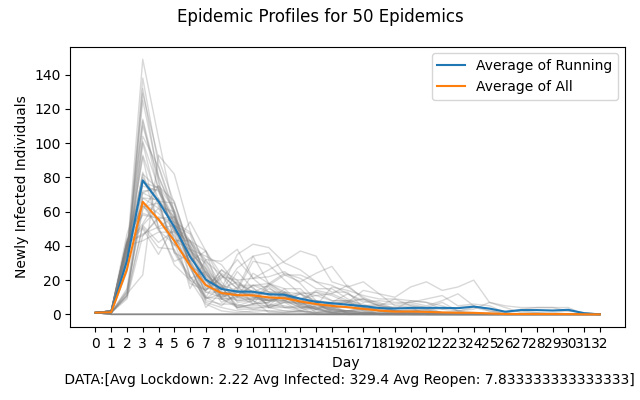 Epidemic Profiles for 50 Epidemics
Average of Running
Average of All
Newly Infected Individuals
140
120
100
80
60
40
20
0
0 1 2 3 4 5 6 7 8 9 10 11 12 13 14 15 16 17 18 19 20 21 22 23 24 25 26 27 28 29 30 31 32
Day
DATA:[Avg Lockdown: 2.22 Avg Infected: 329.4 Avg Reopen: 7.833333333333333]